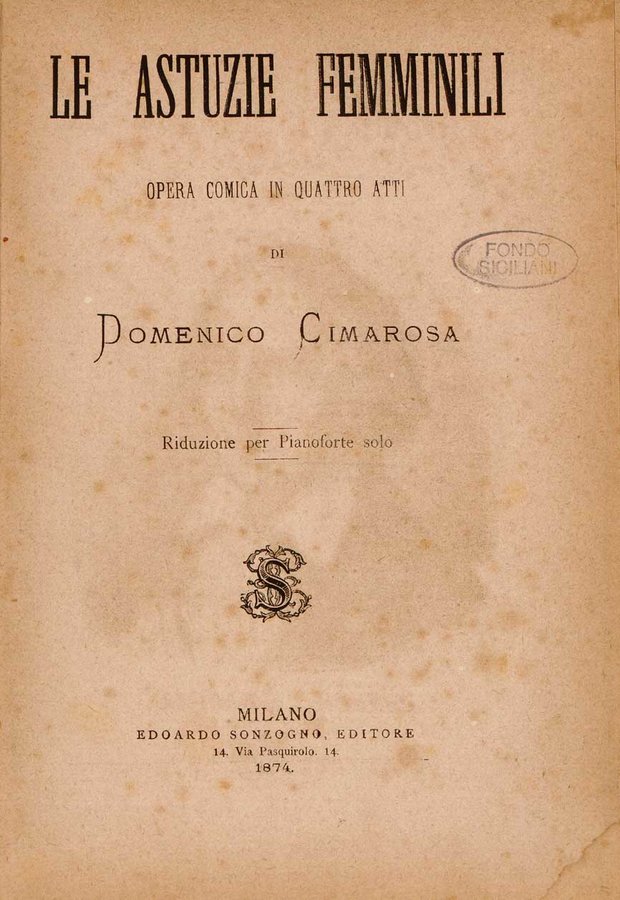 LE ASTUZIE FEMMINILI
OPERA COMICA IN QUATTRO ATTI
DI
FONDO
SICILIANI
DOMENICO CIMAROSA
Riduzione per Pianoforte solo
S
MILANO
EDOARDO SONZOGNO, EDITORE
14. Via Pasquirolo. 14.
1874.